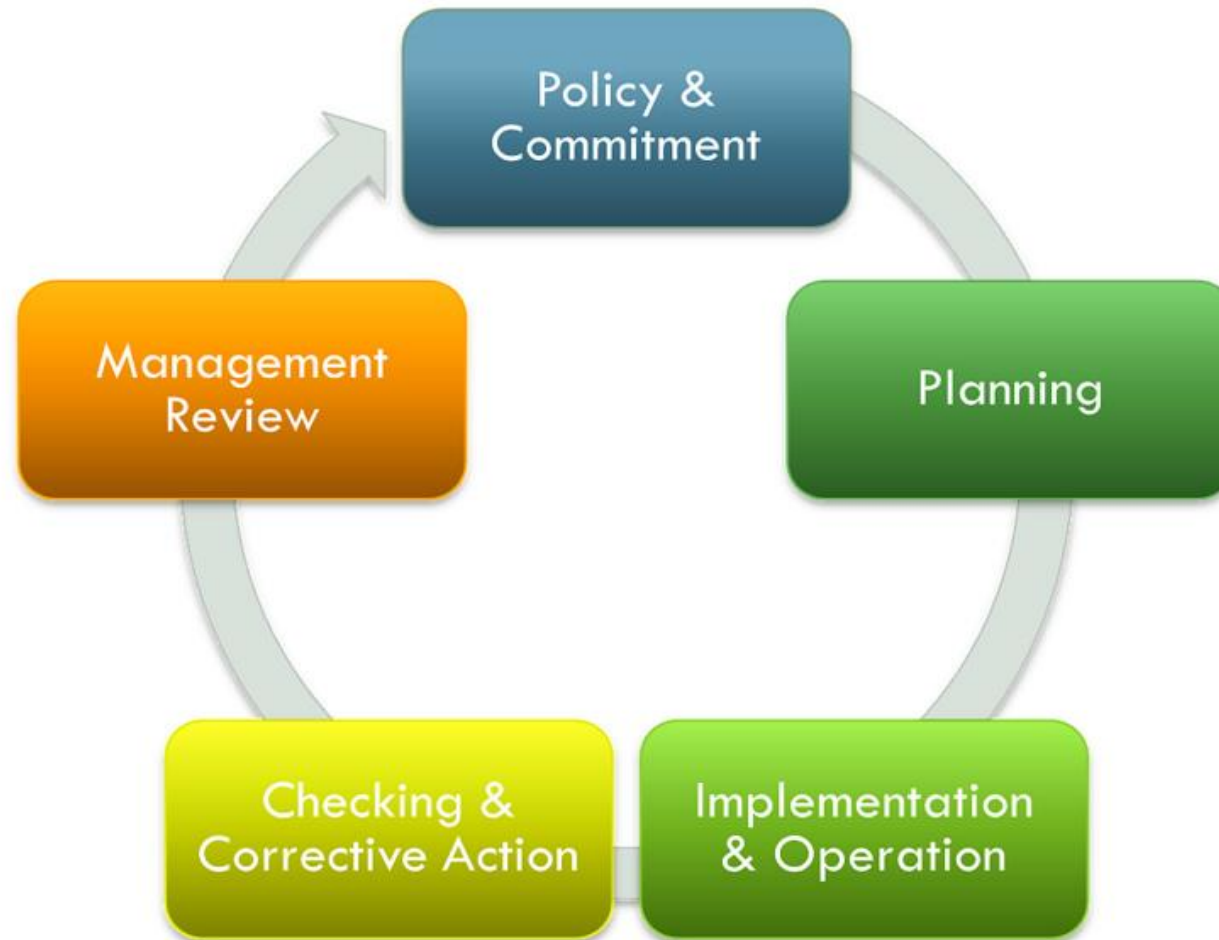 Policy &
Commitment
Planning
Implementation
& Operation
Checking &
Corrective Action
Management
Review